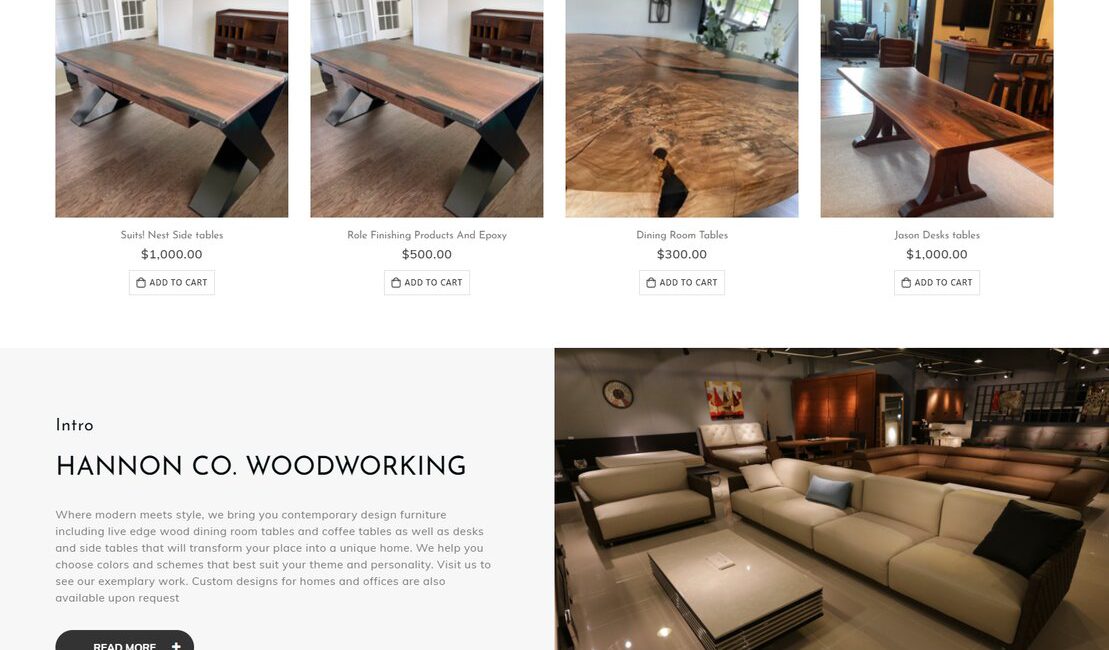 Suits! Nest Side tables
$1,000.00
ADD TO CART
Role Finishing Products And Epoxy
$500.00
ADD TO CART
Dining Room Tables
$300.00
ADD TO CART
Jason Desks tables
$1,000.00
ADD TO CART
Intro
HANNON CO. WOODWORKING
Where modern meets style, we bring you contemporary design furniture
including live edge wood dining room tables and coffee tables as well as desks
and side tables that will transform your place into a unique home. We help you
choose colors and schemes that best suit your theme and personality. Visit us to
see our exemplary work. Custom designs for homes and offices are also
available upon request
READ MORE +